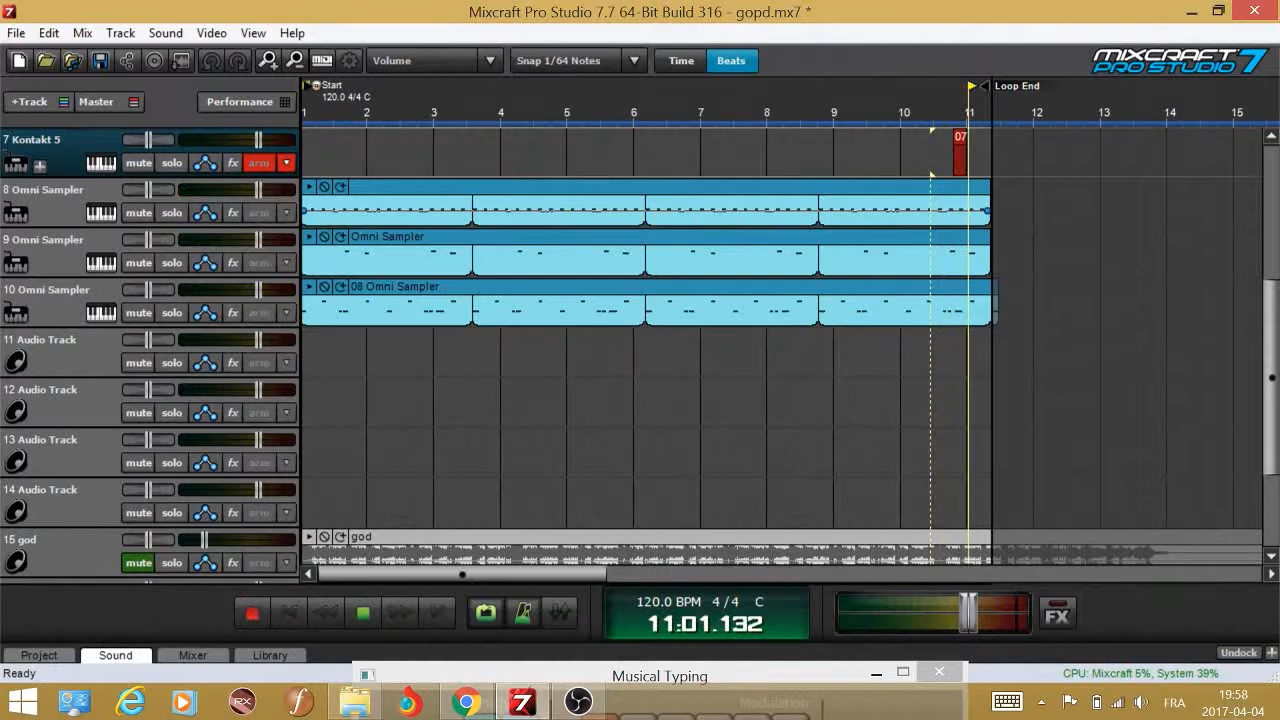 Mixcraft Pro Studio 7.7 64-Bit Build 316 - gopd.mx7 *
File Edit Mix Track Sound Video View Help
Volume Snap 1/64 Notes Time Beats MIXCRAFT PRO STUDIO 7
+Track Master Performance
Start Loop End
120.0 4/4 C
1 2 3 4 5 6 7 8 9 10 11 12 13 14 15
7 Kontakt 5 07
mute solo fx arm
8 Omni Sampler
mute solo fx arm
9 Omni Sampler Omni Sampler
mute solo fx arm
10 Omni Sampler 08 Omni Sampler
mute solo fx arm
11 Audio Track
mute solo fx arm
12 Audio Track
mute solo fx arm
13 Audio Track
mute solo fx arm
14 Audio Track
mute solo fx arm
15 god god
mute solo fx arm
120.0 BPM 4 / 4 C
11:01.132 FX
Project Sound Mixer Library Undock
Ready Musical Typing CPU: Mixcraft 5%, System 39%
Modulation
RX 7 FRA 19:58
2017-04-04